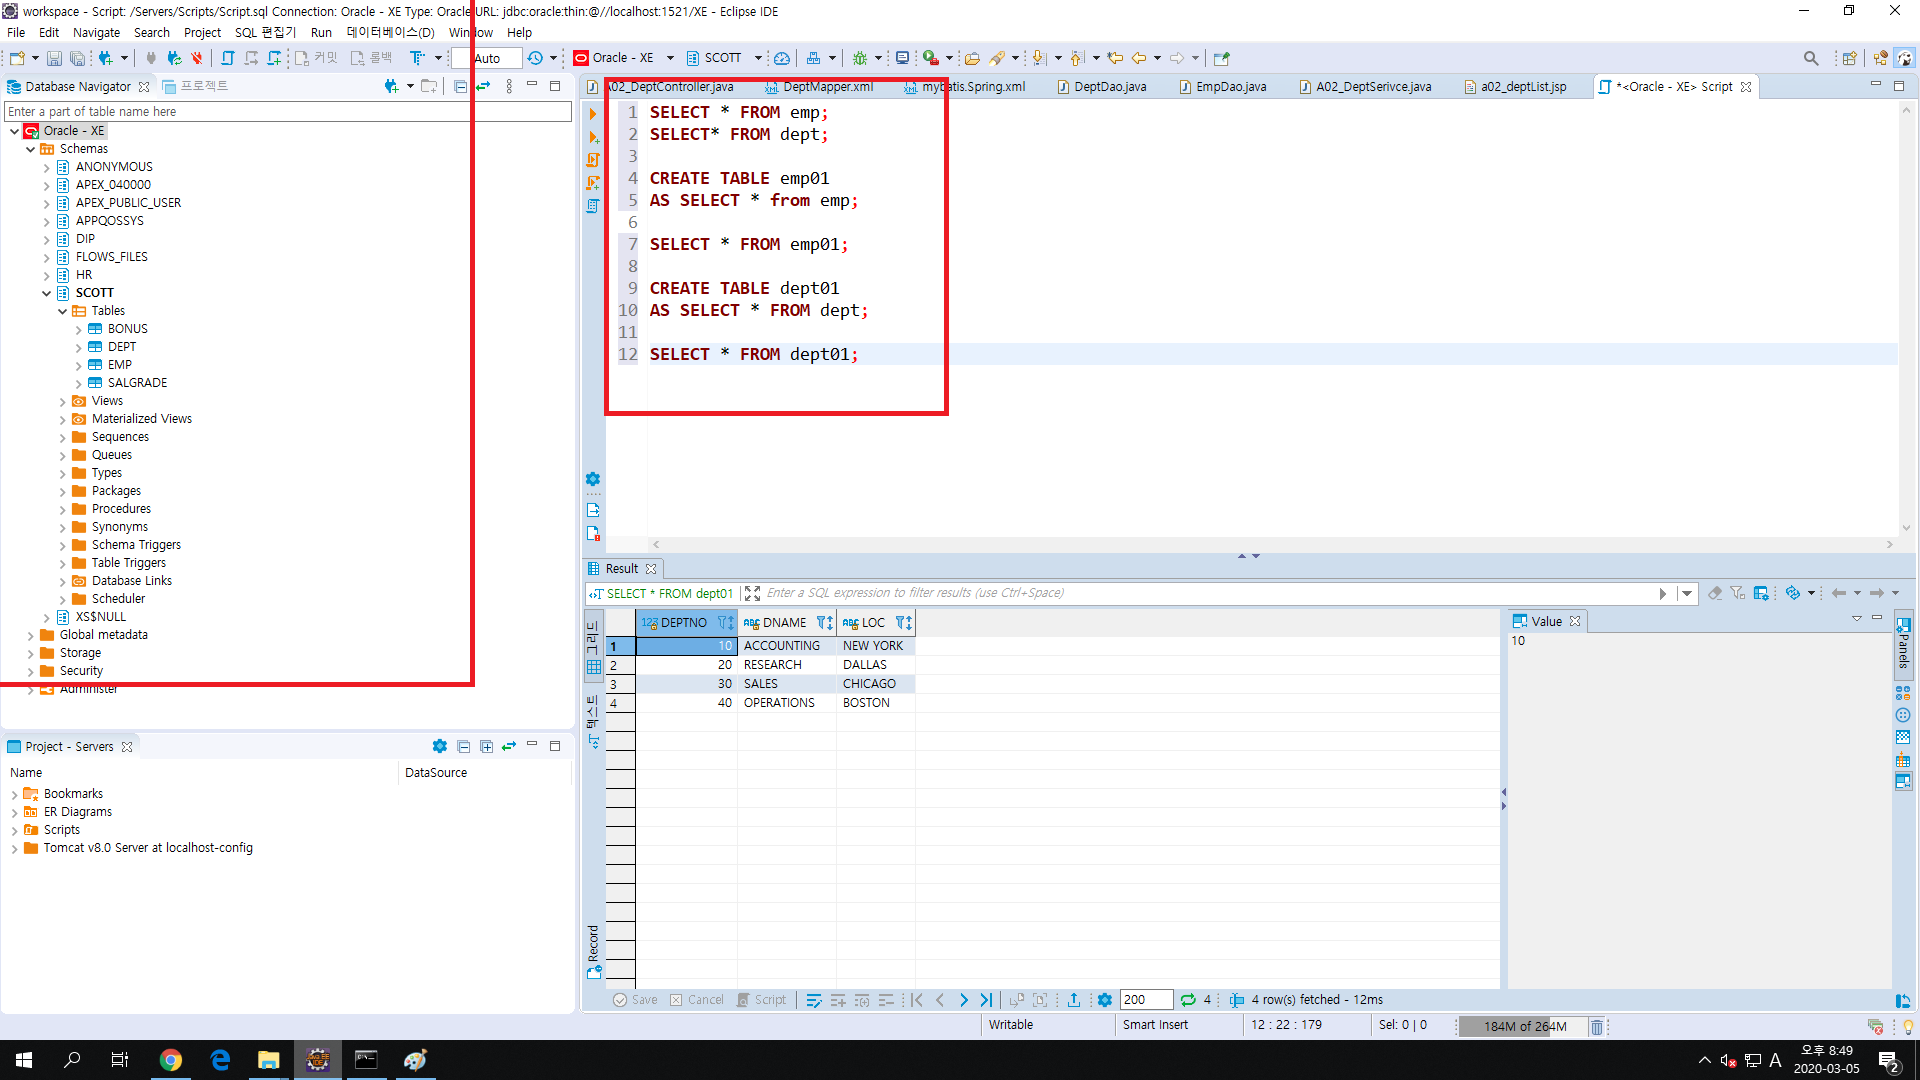 workspace - Script: /Servers/Scripts/Script.sql Connection: Oracle - XE Type: Oracle URL: jdbc:oracle:thin:@//localhost:1521/XE - Eclipse IDE
File Edit Navigate Search Project SQL 편집기 Run 데이터베이스(D) Window Help
커밋 롤백 Auto Oracle - XE SCOTT
Database Navigator 프로젝트
Enter a part of table name here
Oracle - XE
Schemas
ANONYMOUS
APEX_040000
APEX_PUBLIC_USER
APPQOSSYS
DIP
FLOWS_FILES
HR
SCOTT
Tables
BONUS
DEPT
EMP
SALGRADE
Views
Materialized Views
Sequences
Queues
Types
Packages
Procedures
Synonyms
Schema Triggers
Table Triggers
Database Links
Scheduler
XS$NULL
Global metadata
Storage
Security
Administer
Project - Servers
Name DataSource
Bookmarks
ER Diagrams
Scripts
Tomcat v8.0 Server at localhost-config
A02_DeptController.java DeptMapper.xml mybatis.Spring.xml DeptDao.java EmpDao.java A02_DeptSerivce.java a02_deptList.jsp *<Oracle - XE> Script
1 SELECT * FROM emp;
2 SELECT* FROM dept;
3
4 CREATE TABLE emp01
5 AS SELECT * from emp;
6
7 SELECT * FROM emp01;
8
9 CREATE TABLE dept01
10 AS SELECT * FROM dept;
11
12 SELECT * FROM dept01;
Result
SELECT * FROM dept01 Enter a SQL expression to filter results (use Ctrl+Space)
그리드
텍스트
Record
123 DEPTNO ABC DNAME ABC LOC
1 10 ACCOUNTING NEW YORK
2 20 RESEARCH DALLAS
3 30 SALES CHICAGO
4 40 OPERATIONS BOSTON
Value
10
Panels
Save Cancel Script 200 4 4 row(s) fetched - 12ms
Writable Smart Insert 12 : 22 : 179 Sel: 0 | 0 184M of 264M
A 오후 8:49
2020-03-05
2